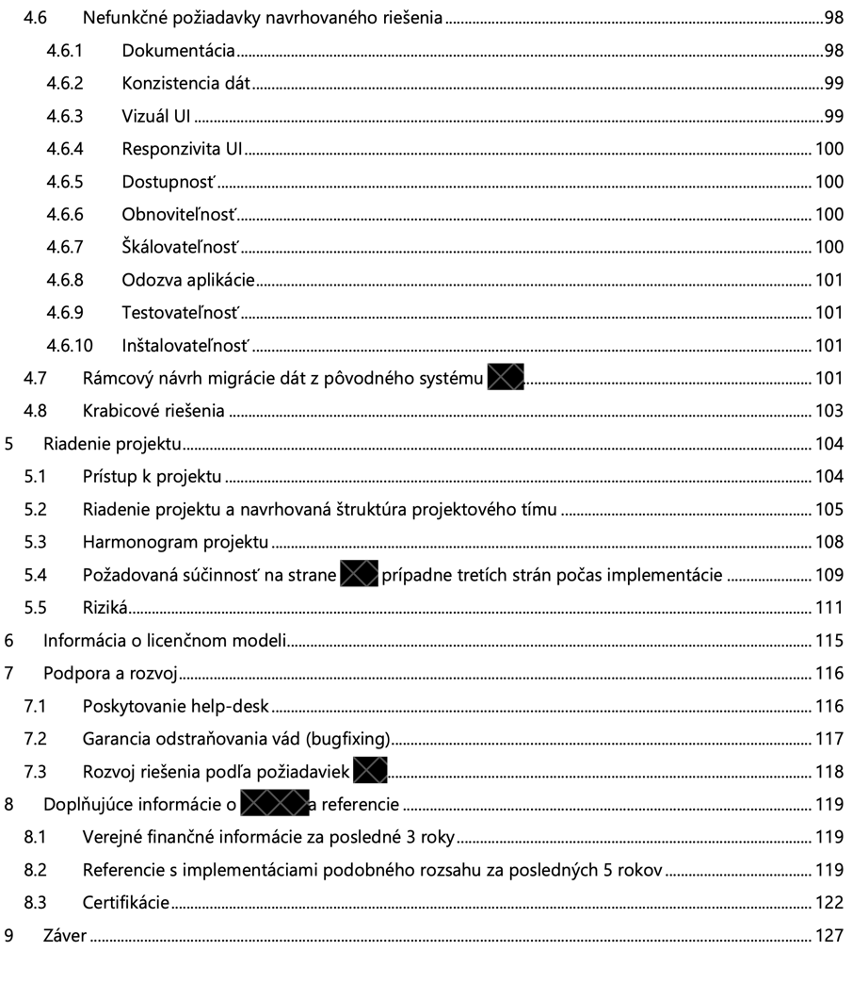 4.6 Nefunkčné požiadavky navrhovaného riešenia 98
4.6.1 Dokumentácia 98
4.6.2 Konzistencia dát 99
4.6.3 Vizuál UI 99
4.6.4 Responzivita UI 100
4.6.5 Dostupnosť 100
4.6.6 Obnoviteľnosť 100
4.6.7 Škálovateľnosť 100
4.6.8 Odozva aplikácie 101
4.6.9 Testovateľnosť 101
4.6.10 Inštalovateľnosť 101
4.7 Rámcový návrh migrácie dát z pôvodného systému 101
4.8 Krabicové riešenia 103
5 Riadenie projektu 104
5.1 Prístup k projektu 104
5.2 Riadenie projektu a navrhovaná štruktúra projektového tímu 105
5.3 Harmonogram projektu 108
5.4 Požadovaná súčinnosť na strane prípadne tretích strán počas implementácie 109
5.5 Riziká 111
6 Informácia o licenčnom modeli 115
7 Podpora a rozvoj 116
7.1 Poskytovanie help-desk 116
7.2 Garancia odstraňovania vád (bugfixing) 117
7.3 Rozvoj riešenia podľa požiadaviek 118
8 Doplňujúce informácie o a referencie 119
8.1 Verejné finančné informácie za posledné 3 roky 119
8.2 Referencie s implementáciami podobného rozsahu za posledných 5 rokov 119
8.3 Certifikácie 122
9 Záver 127